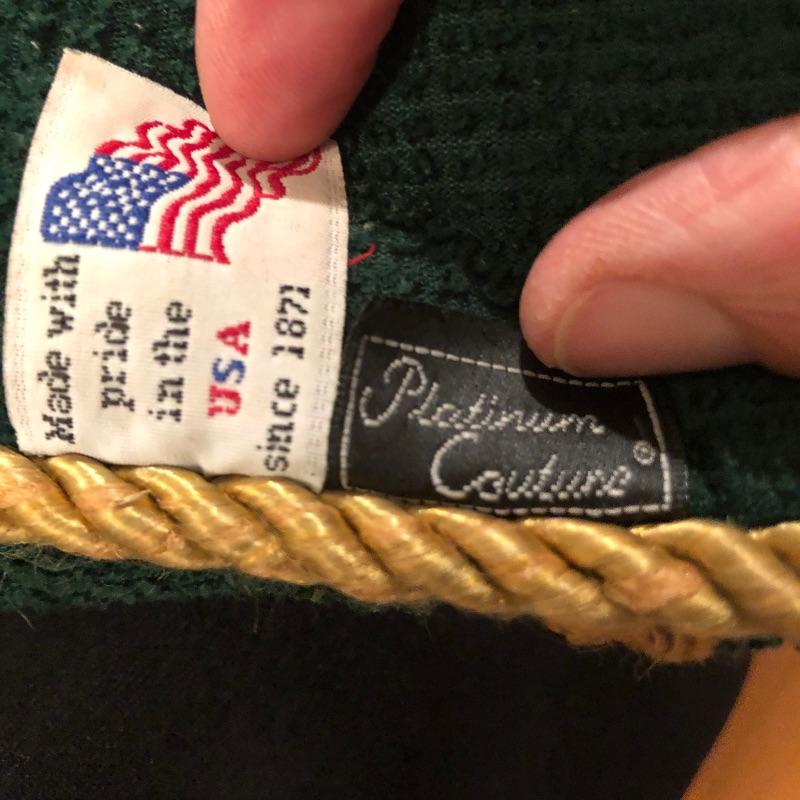 Made with
pride
in the
USA
since 1871
Platinum
Couture®